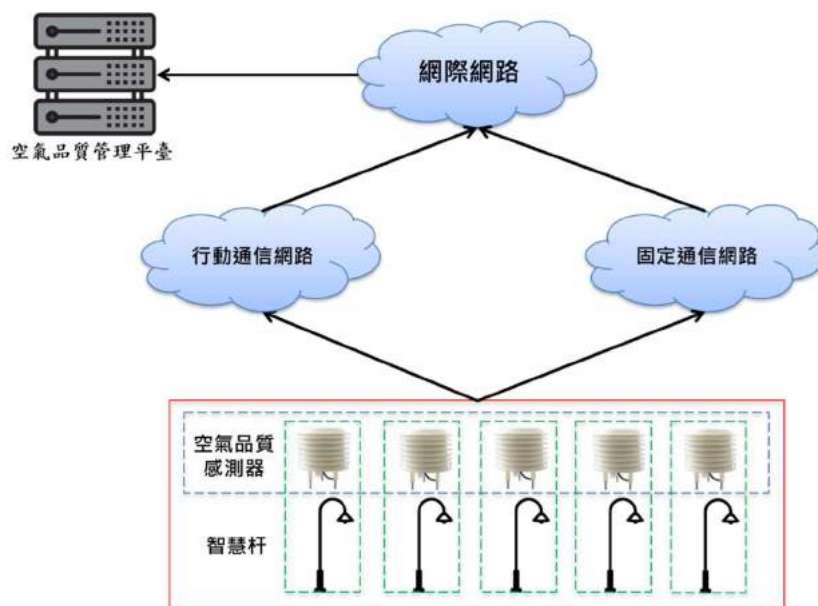 網際網路
空氣品質管理平臺
行動通信網路
固定通信網路
空氣品質
感測器
智慧杆